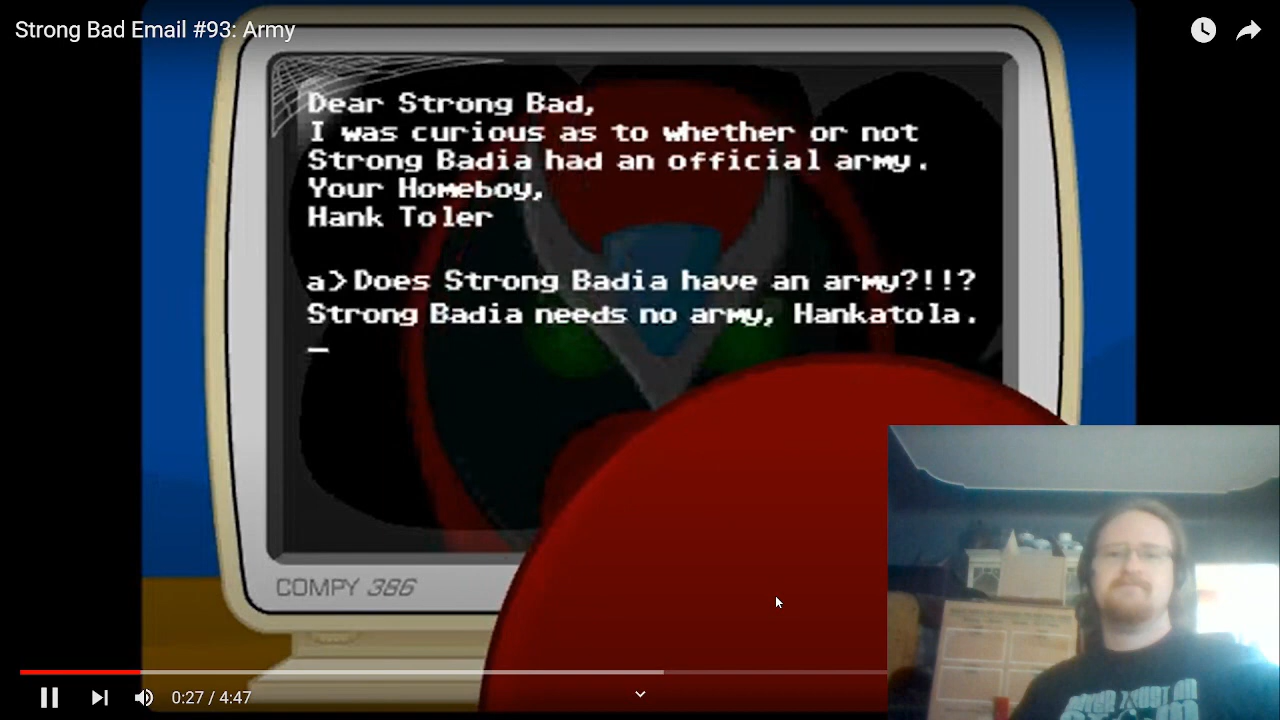 Strong Bad Email #93: Army
Dear Strong Bad,
I was curious as to whether or not
Strong Badia had an official army.
Your Homeboy,
Hank Toler
a) Does Strong Badia have an army?!!?
Strong Badia needs no army, Hankatola.
COMPY 386
0:27 / 4:47